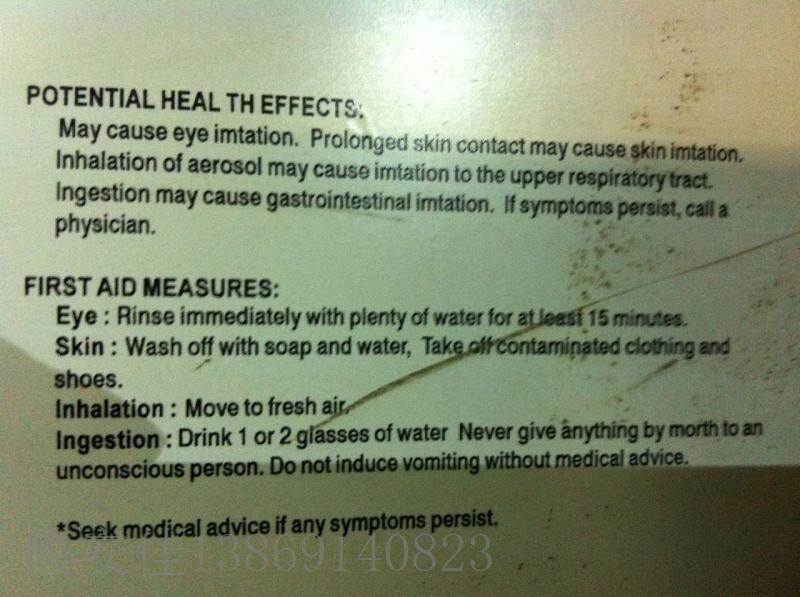 POTENTIAL HEAL TH EFFECTS:
May cause eye imtation. Prolonged skin contact may cause skin imtation.
Inhalation of aerosol may cause imtation to the upper respiratory tract.
Ingestion may cause gastrointestinal imtation. If symptoms persist, call a
physician.
FIRST AID MEASURES:
Eye : Rinse immediately with plenty of water for at least 15 minutes.
Skin : Wash off with soap and water, Take off contaminated clothing and
shoes.
Inhalation : Move to fresh air.
Ingestion : Drink 1 or 2 glasses of water Never give anything by morth to an
unconscious person. Do not induce vomiting without medical advice.
*Seek medical advice if any symptoms persist.
13869140823